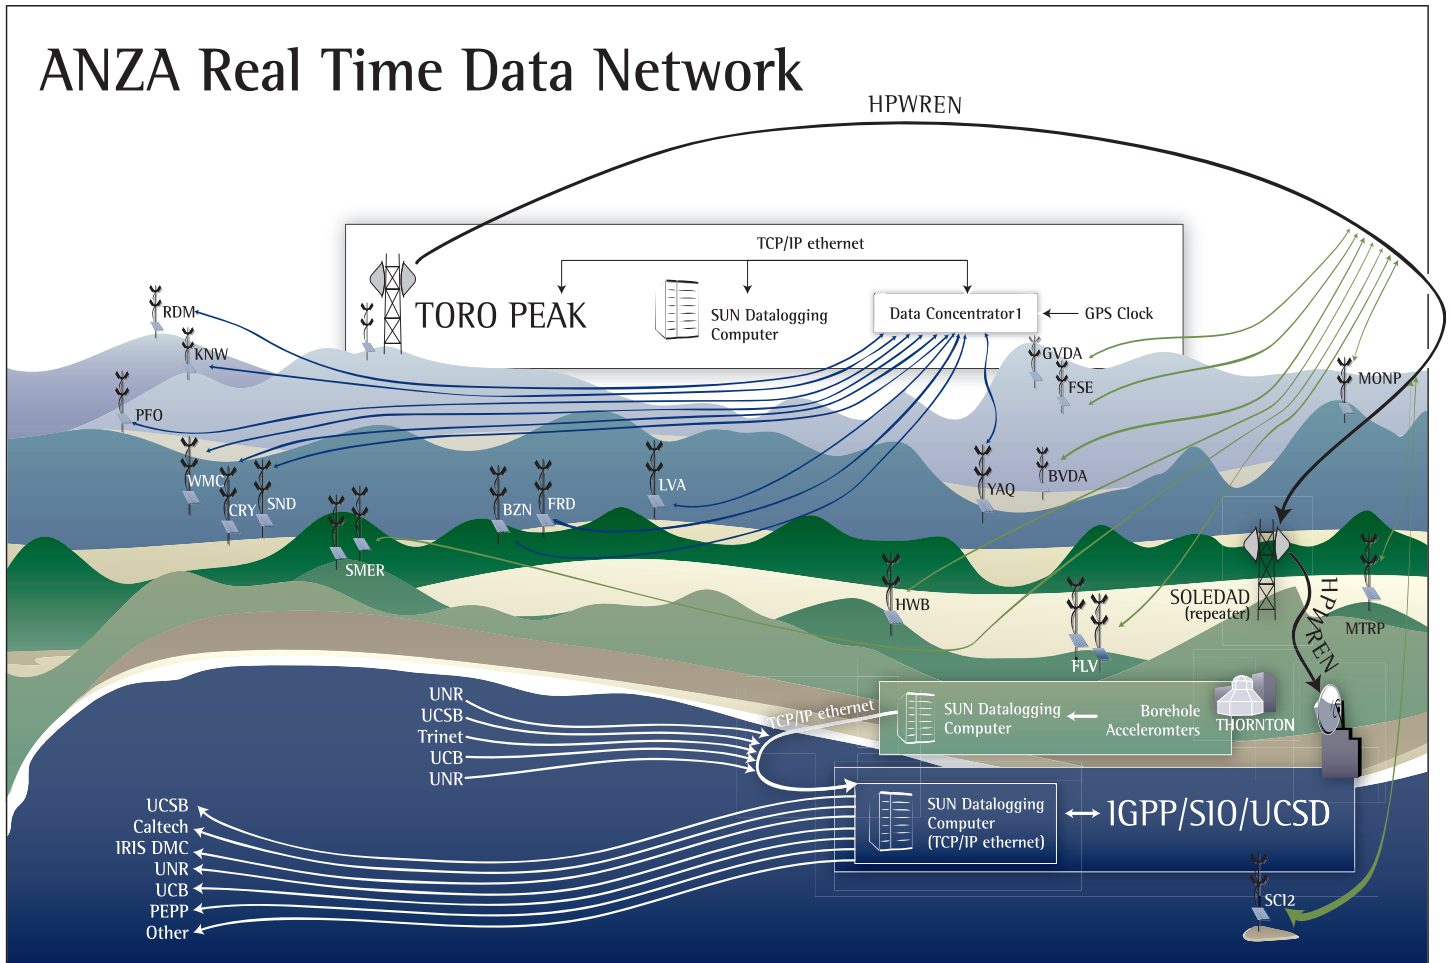 ANZA Real Time Data Network
HPWREN
TCP/IP ethernet
TORO PEAK
SUN Datalogging
Computer
Data Concentrator1
GPS Clock
RDM
KNW
PFO
GVDA
FSE
MONP
WMC
CRY
SND
BZN
FRD
LVA
YAQ
BVDA
SMER
HWB
FLV
SOLEDAD
(repeater)
HPWREN
MTRP
UNR
UCSB
Trinet
UCB
UNR
TCP/IP ethernet
SUN Datalogging
Computer
Borehole
Acceleromters
THORNTON
UCSB
Caltech
IRIS DMC
UNR
UCB
PEPP
Other
SUN Datalogging
Computer
(TCP/IP ethernet)
IGPP/SIO/UCSD
SCI2